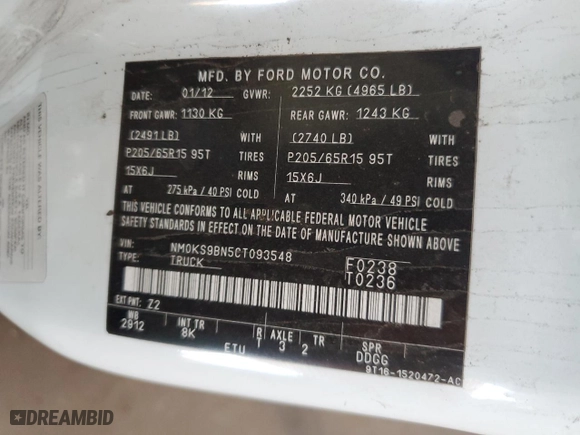 MFD. BY FORD MOTOR CO.
DATE: 01/12 GVWR: 2252 KG (4965 LB)
FRONT GAWR: 1130 KG REAR GAWR: 1243 KG
(2491 LB) WITH (2740 LB) WITH
P205/65R15 95T TIRES P205/65R15 95T TIRES
15X6J RIMS 15X6J RIMS
AT 275 kPa / 40 PSI COLD AT 340 kPa / 49 PSI COLD
THIS VEHICLE CONFORMS TO ALL APPLICABLE FEDERAL MOTOR VEHICLE
SAFETY STANDARDS IN EFFECT ON THE DATE OF MANUFACTURE SHOWN ABOVE
VIN: NM0KS9BN5CT093548 F0238
TYPE: TRUCK T0236
EXT PNT: Z2
WB INT TR R AXLE TR SPR
2912 8K ETU T 3 2 DDGG
9T16-1520472-AC
DREAMBID